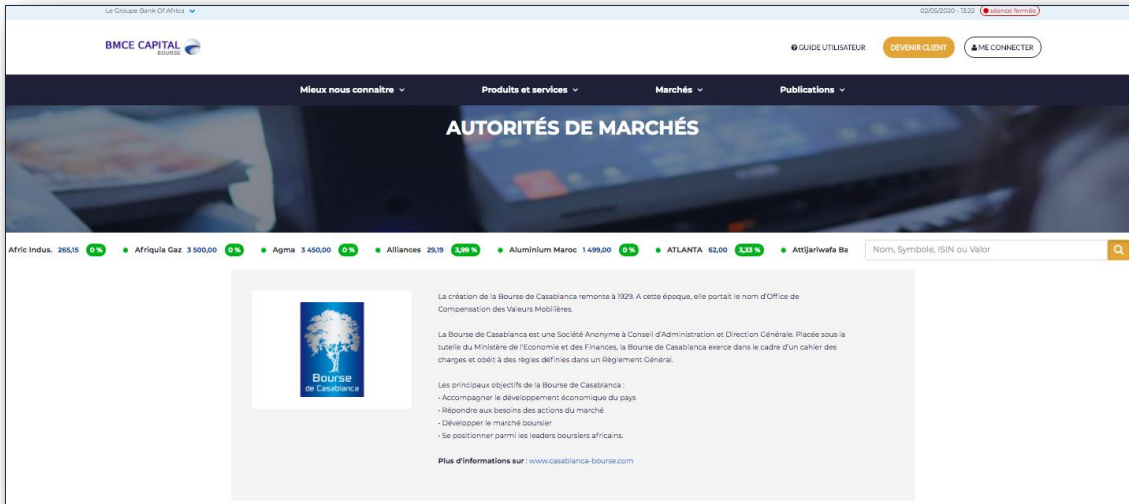 Le Groupe Bank Of Africa
02/05/2020 - 13:22 séance fermée
BMCE CAPITAL
BOURSE
GUIDE UTILISATEUR
DEVENIR CLIENT
ME CONNECTER
Mieux nous connaitre
Produits et services
Marchés
Publications
AUTORITÉS DE MARCHÉS
Afric Indus. 265,15 0 % Afriquia Gaz 3 500,00 0 % Agma 3 450,00 0 % Alliances 29,19 3,99 % Aluminium Maroc 1 499,00 0 % ATLANTA 62,00 3,33 % Attijariwafa Ba
Nom, Symbole, ISIN ou Valor
Bourse
de Casablanca
La création de la Bourse de Casablanca remonte à 1929. A cette époque, elle portait le nom d'Office de
Compensation des Valeurs Mobilières.
La Bourse de Casablanca est une Société Anonyme à Conseil d'Administration et Direction Générale. Placée sous la
tutelle du Ministère de l'Economie et des Finances, la Bourse de Casablanca exerce dans le cadre d'un cahier des
charges et obéit à des règles définies dans un Règlement Général.
Les principaux objectifs de la Bourse de Casablanca :
- Accompagner le développement économique du pays
- Répondre aux besoins des actions du marché
- Développer le marché boursier
- Se positionner parmi les leaders boursiers africains.
Plus d'informations sur : www.casablanca-bourse.com